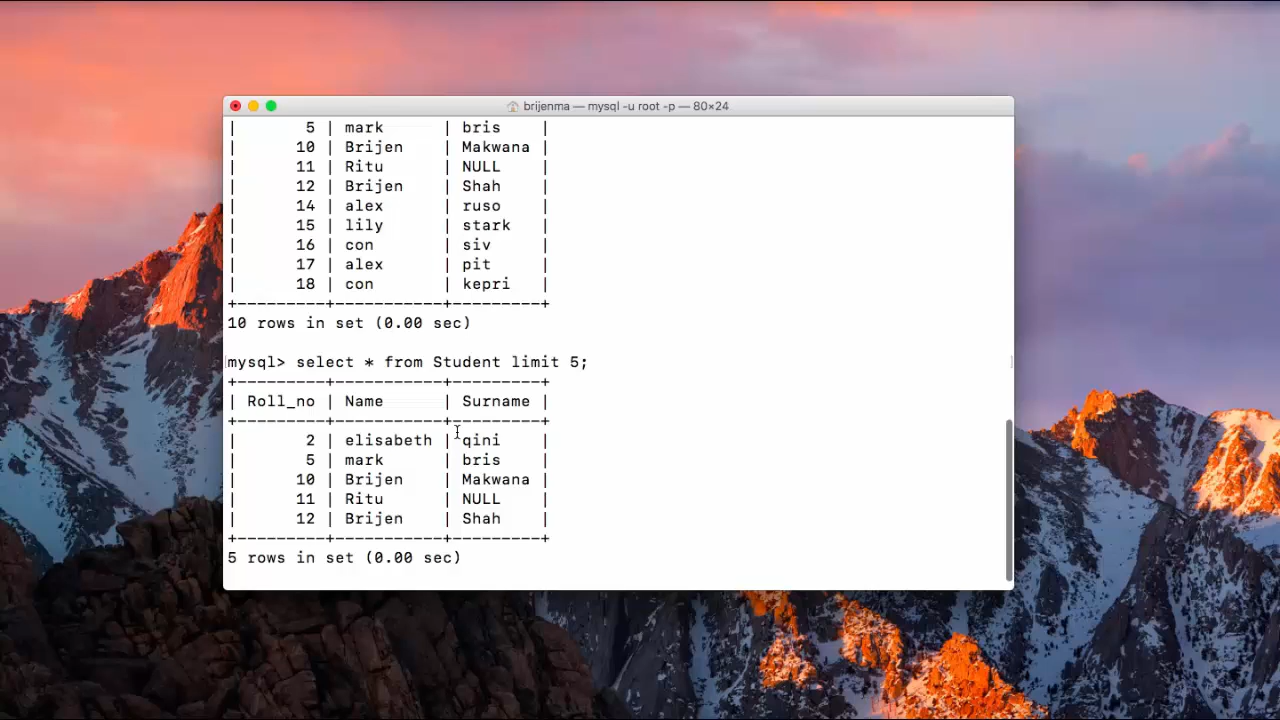 brijenma — mysql -u root -p — 80×24
| 5 | mark | bris |
| 10 | Brijen | Makwana |
| 11 | Ritu | NULL |
| 12 | Brijen | Shah |
| 14 | alex | ruso |
| 15 | lily | stark |
| 16 | con | siv |
| 17 | alex | pit |
| 18 | con | kepri |
+---------+-----------+---------+
10 rows in set (0.00 sec)
mysql> select * from Student limit 5;
+---------+-----------+---------+
| Roll_no | Name | Surname |
+---------+-----------+---------+
| 2 | elisabeth | qini |
| 5 | mark | bris |
| 10 | Brijen | Makwana |
| 11 | Ritu | NULL |
| 12 | Brijen | Shah |
+---------+-----------+---------+
5 rows in set (0.00 sec)